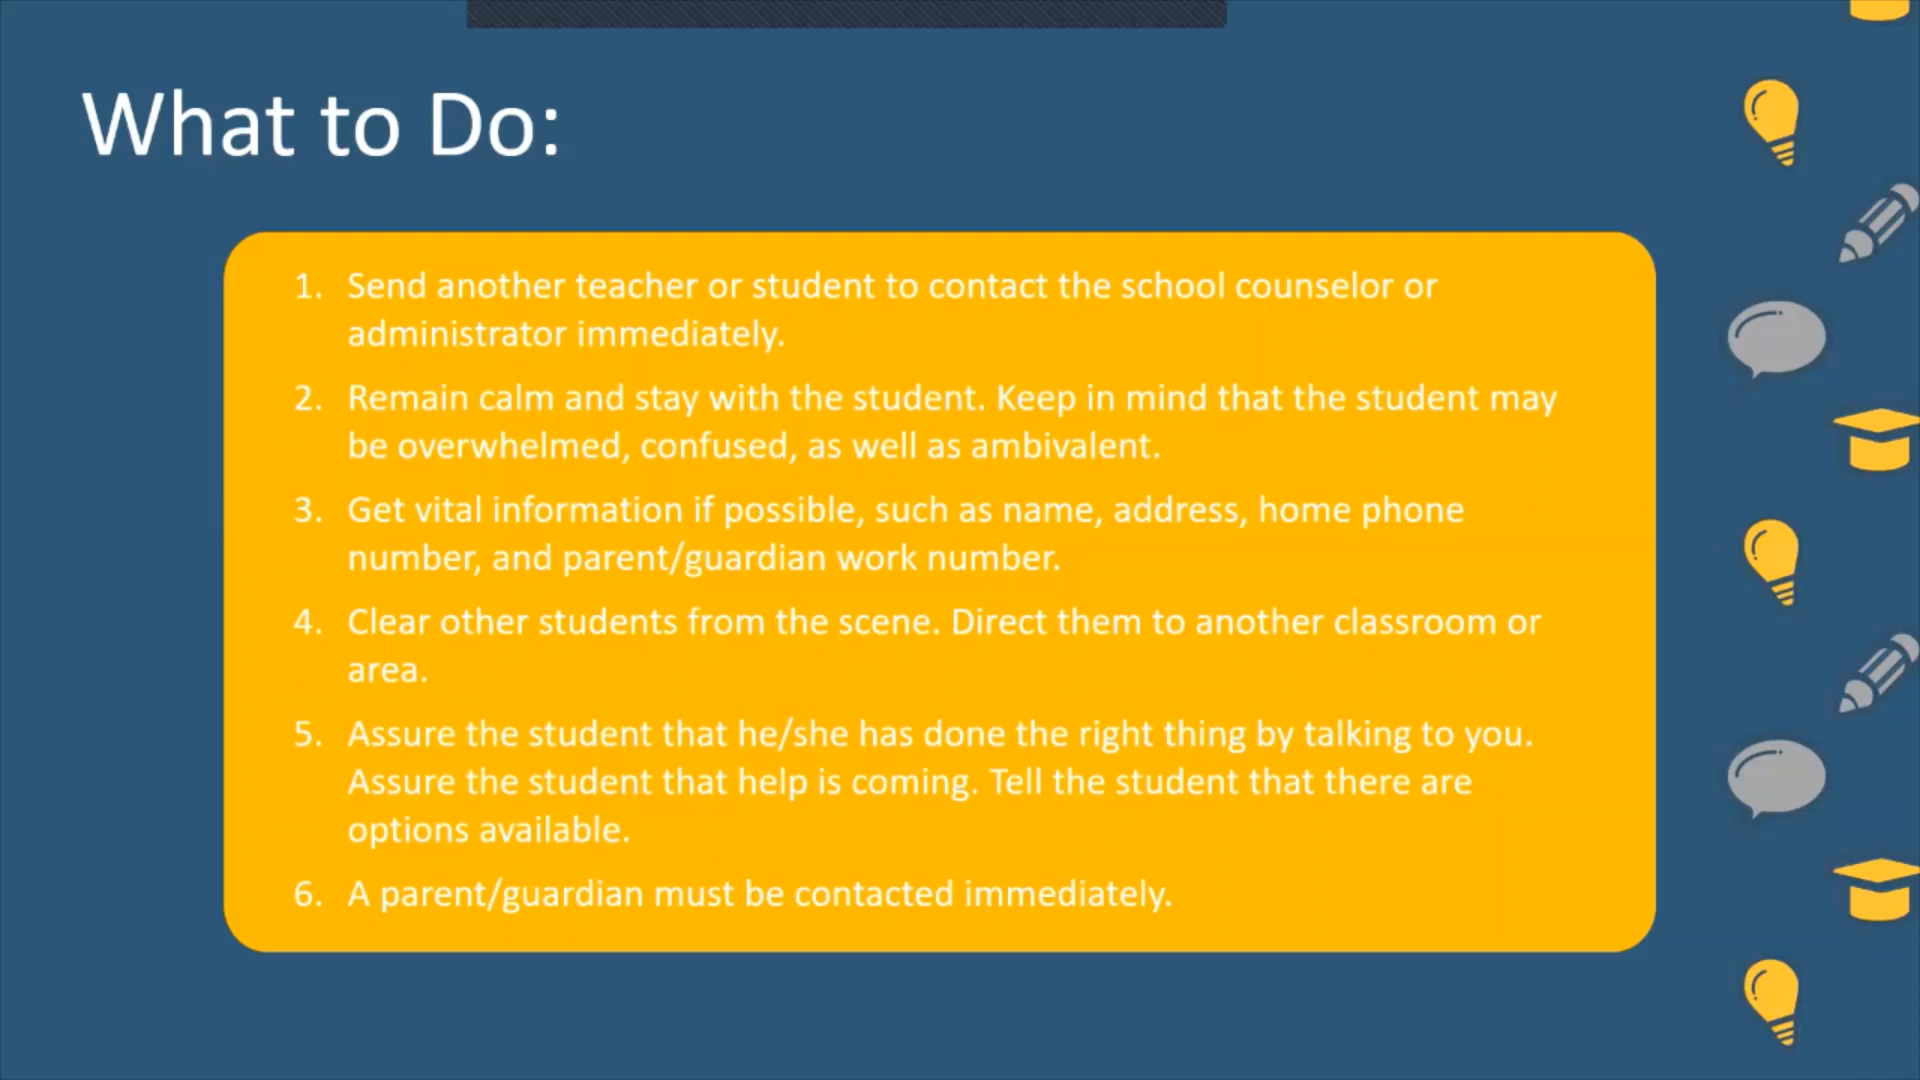 What to Do:
1. Send another teacher or student to contact the school counselor or
administrator immediately.
2. Remain calm and stay with the student. Keep in mind that the student may
be overwhelmed, confused, as well as ambivalent.
3. Get vital information if possible, such as name, address, home phone
number, and parent/guardian work number.
4. Clear other students from the scene. Direct them to another classroom or
area.
5. Assure the student that he/she has done the right thing by talking to you.
Assure the student that help is coming. Tell the student that there are
options available.
6. A parent/guardian must be contacted immediately.